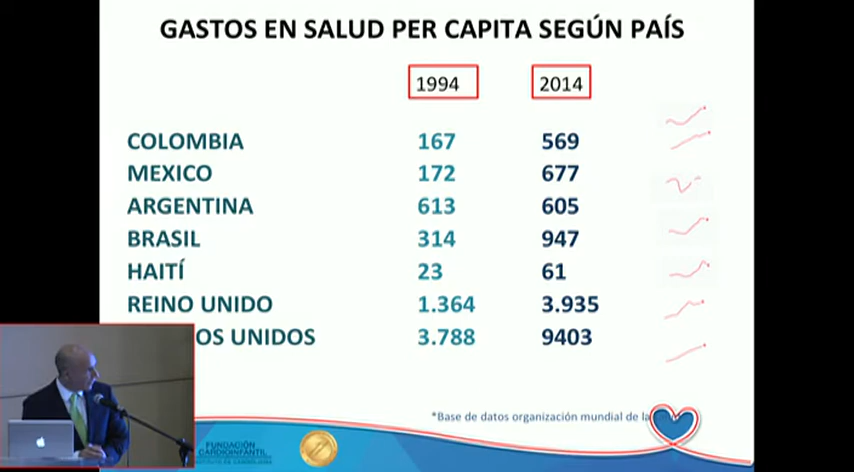 GASTOS EN SALUD PER CAPITA SEGÚN PAÍS
1994 2014
COLOMBIA 167 569
MEXICO 172 677
ARGENTINA 613 605
BRASIL 314 947
HAITÍ 23 61
REINO UNIDO 1.364 3.935
OS UNIDOS 3.788 9403
*Base de datos organización mundial de la
FUNDACIÓN
CARDIOINFANTIL